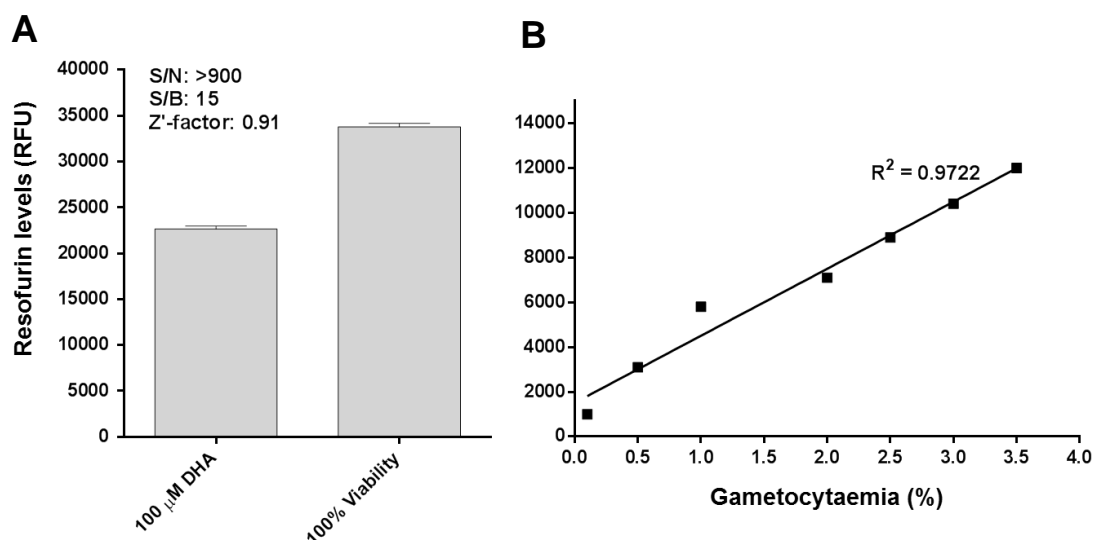 A
S/N: >900
S/B: 15
Z'-factor: 0.91
Resofurin levels (RFU)
40000
35000
30000
25000
20000
15000
10000
5000
0
100 µM DHA
100% Viability
B
R² = 0.9722
14000
12000
10000
8000
6000
4000
2000
0
0.0 0.5 1.0 1.5 2.0 2.5 3.0 3.5 4.0
Gametocytaemia (%)